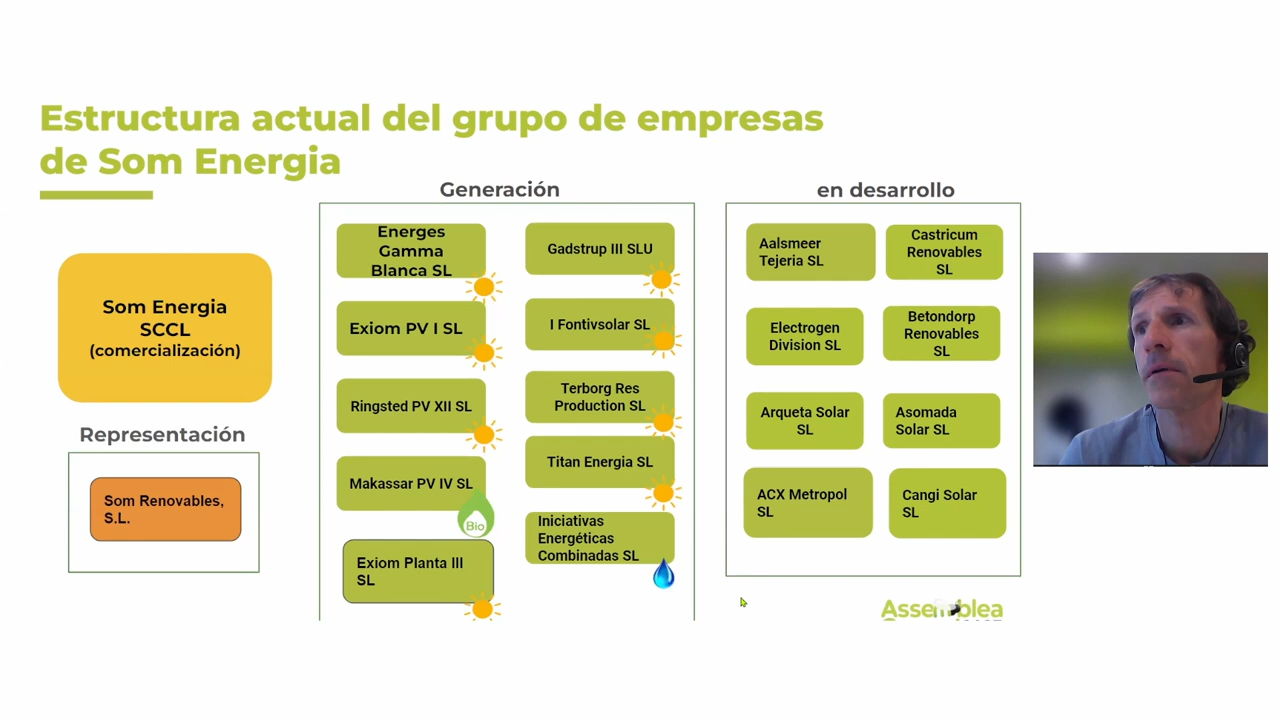 Estructura actual del grupo de empresas
de Som Energia
Generación
en desarrollo
Som Energia
SCCL
(comercialización)
Representación
Som Renovables,
S.L.
Energes
Gamma
Blanca SL
Exiom PV I SL
Ringsted PV XII SL
Makassar PV IV SL
Bio
Exiom Planta III
SL
Gadstrup III SLU
I Fontivsolar SL
Terborg Res
Production SL
Titan Energia SL
Iniciativas
Energéticas
Combinadas SL
Aalsmeer
Tejeria SL
Castricum
Renovables
SL
Electrogen
Division SL
Betondorp
Renovables
SL
Arqueta Solar
SL
Asomada
Solar SL
ACX Metropol
SL
Cangi Solar
SL
Assemblea